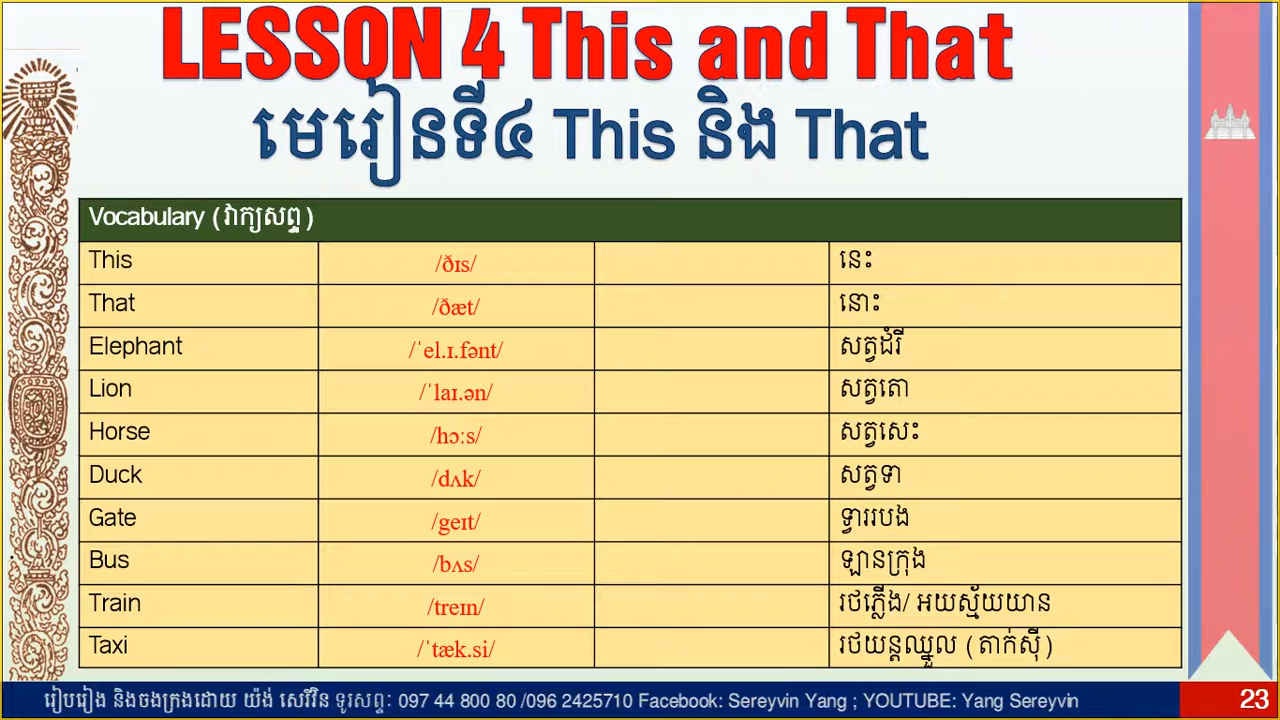 LESSON 4 This and That
មេរៀនទី៤ This និង That
Vocabulary (វាក្យសព្ទ)
This /ðɪs/ នេះ
That /ðæt/ នោះ
Elephant /ˈel.ɪ.fənt/ សត្វដំរី
Lion /ˈlaɪ.ən/ សត្វតោ
Horse /hɔːs/ សត្វសេះ
Duck /dʌk/ សត្វទា
Gate /ɡeɪt/ ទ្វាររបង
Bus /bʌs/ ឡានក្រុង
Train /treɪn/ រថភ្លើង/ អយស្ម័យយាន
Taxi /ˈtæk.si/ រថយន្តឈ្នួល (តាក់ស៊ី)
រៀបរៀង និងចងក្រងដោយ យ៉ង់ សេរីវិន ទូរសព្ទៈ 097 44 800 80 /096 2425710 Facebook: Sereyvin Yang ; YOUTUBE: Yang Sereyvin 23